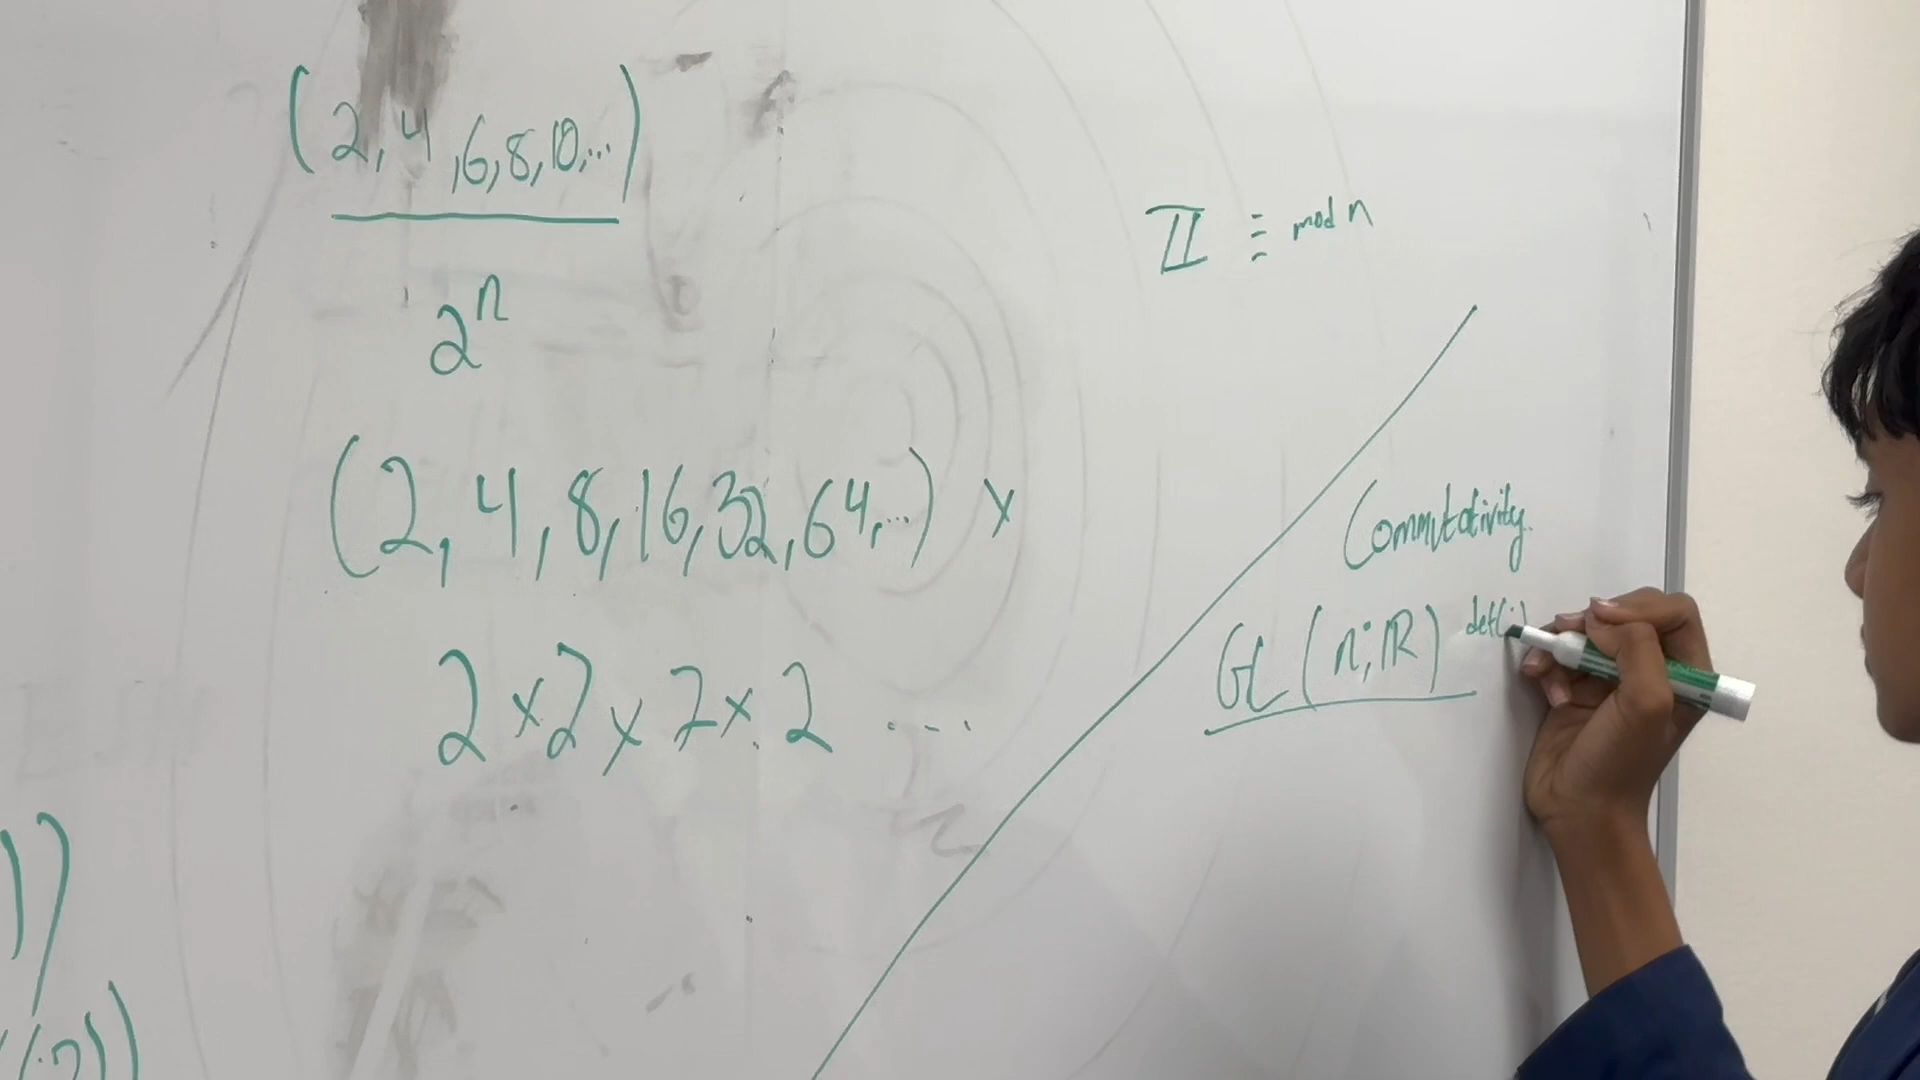 (2, 4, 6, 8, 10, ...)
2^n
(2, 4, 8, 16, 32, 64, ...) ×
2 × 2 × 2 × 2 ...
ℤ ≡ mod n
Commutativity
GL (n; ℝ) det(